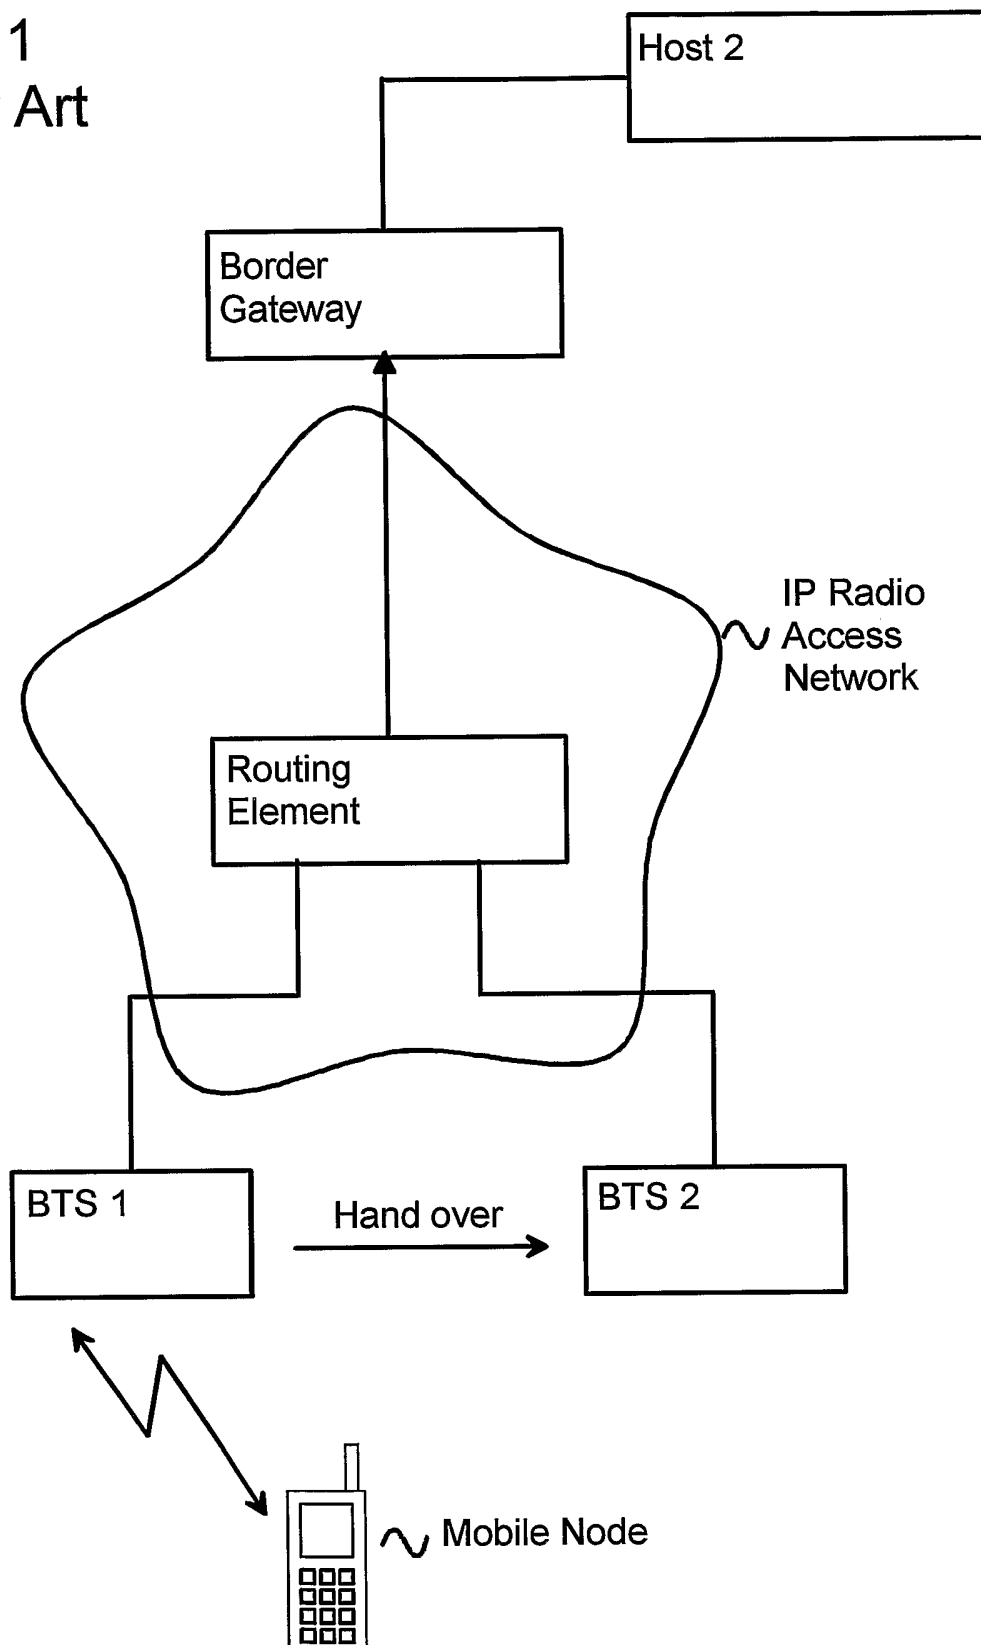 1
Art
Host 2
Border
Gateway
IP Radio
Access
Network
Routing
Element
BTS 1
Hand over
BTS 2
Mobile Node